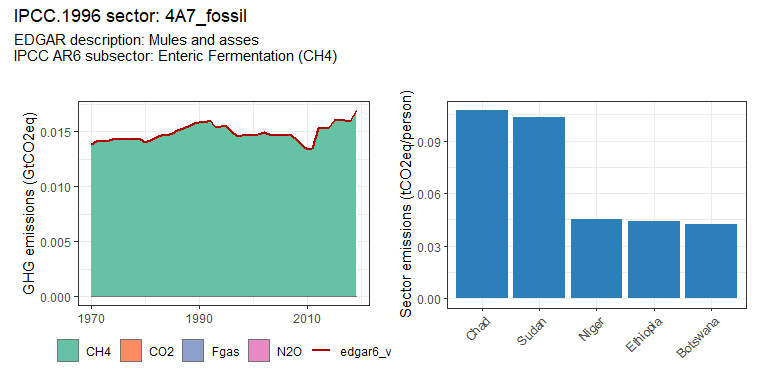 IPCC.1996 sector: 4A7_fossil
EDGAR description: Mules and asses
IPCC AR6 subsector: Enteric Fermentation (CH4)
GHG emissions (GtCO2eq)
0.015
0.010
0.005
0.000
1970 1990 2010
CH4 CO2 Fgas N2O edgar6_v
Sector emissions (tCO2eq/person)
0.09
0.06
0.03
0.00
Chad Sudan Niger Ethiopia Botswana